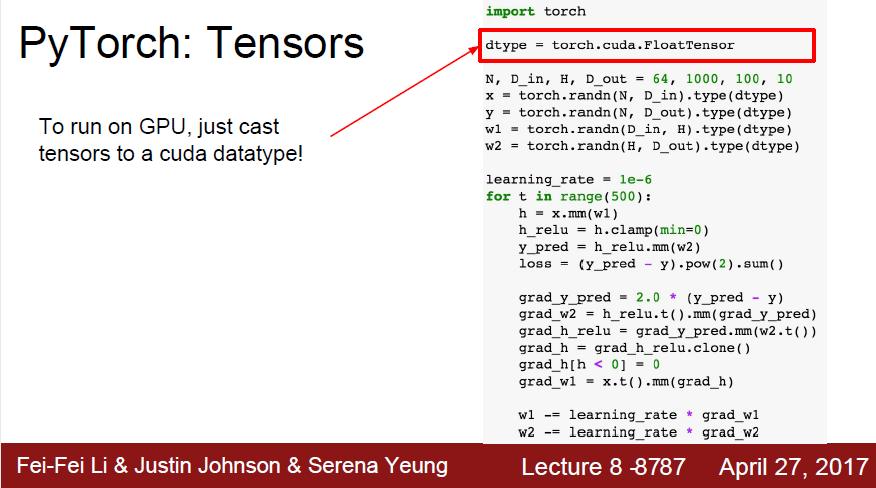 PyTorch: Tensors
To run on GPU, just cast
tensors to a cuda datatype!
import torch
dtype = torch.cuda.FloatTensor
N, D_in, H, D_out = 64, 1000, 100, 10
x = torch.randn(N, D_in).type(dtype)
y = torch.randn(N, D_out).type(dtype)
w1 = torch.randn(D_in, H).type(dtype)
w2 = torch.randn(H, D_out).type(dtype)
learning_rate = 1e-6
for t in range(500):
    h = x.mm(w1)
    h_relu = h.clamp(min=0)
    y_pred = h_relu.mm(w2)
    loss = (y_pred - y).pow(2).sum()
    grad_y_pred = 2.0 * (y_pred - y)
    grad_w2 = h_relu.t().mm(grad_y_pred)
    grad_h_relu = grad_y_pred.mm(w2.t())
    grad_h = grad_h_relu.clone()
    grad_h[h < 0] = 0
    grad_w1 = x.t().mm(grad_h)
    w1 -= learning_rate * grad_w1
    w2 -= learning_rate * grad_w2
Fei-Fei Li & Justin Johnson & Serena Yeung
Lecture 8 -8787
April 27, 2017